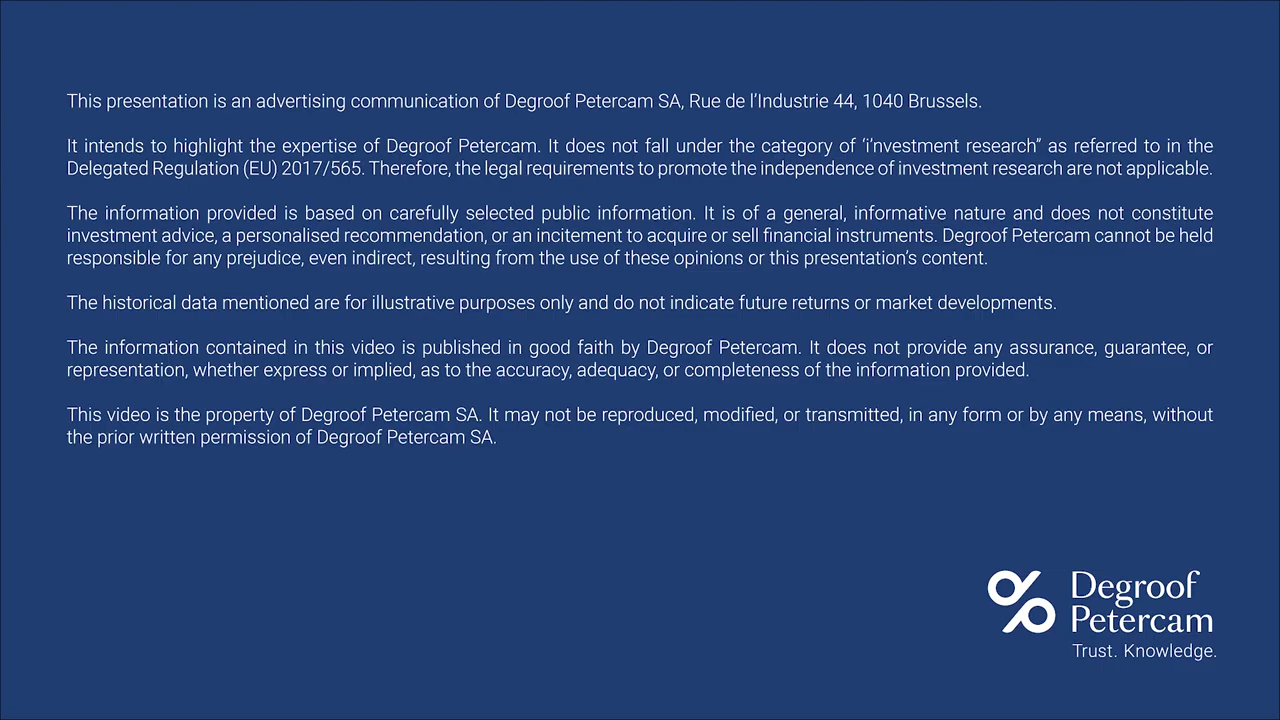 This presentation is an advertising communication of Degroof Petercam SA, Rue de l’Industrie 44, 1040 Brussels.
It intends to highlight the expertise of Degroof Petercam. It does not fall under the category of ‘i’nvestment research” as referred to in the
Delegated Regulation (EU) 2017/565. Therefore, the legal requirements to promote the independence of investment research are not applicable.
The information provided is based on carefully selected public information. It is of a general, informative nature and does not constitute
investment advice, a personalised recommendation, or an incitement to acquire or sell financial instruments. Degroof Petercam cannot be held
responsible for any prejudice, even indirect, resulting from the use of these opinions or this presentation’s content.
The historical data mentioned are for illustrative purposes only and do not indicate future returns or market developments.
The information contained in this video is published in good faith by Degroof Petercam. It does not provide any assurance, guarantee, or
representation, whether express or implied, as to the accuracy, adequacy, or completeness of the information provided.
This video is the property of Degroof Petercam SA. It may not be reproduced, modified, or transmitted, in any form or by any means, without
the prior written permission of Degroof Petercam SA.
Degroof
Petercam
Trust. Knowledge.